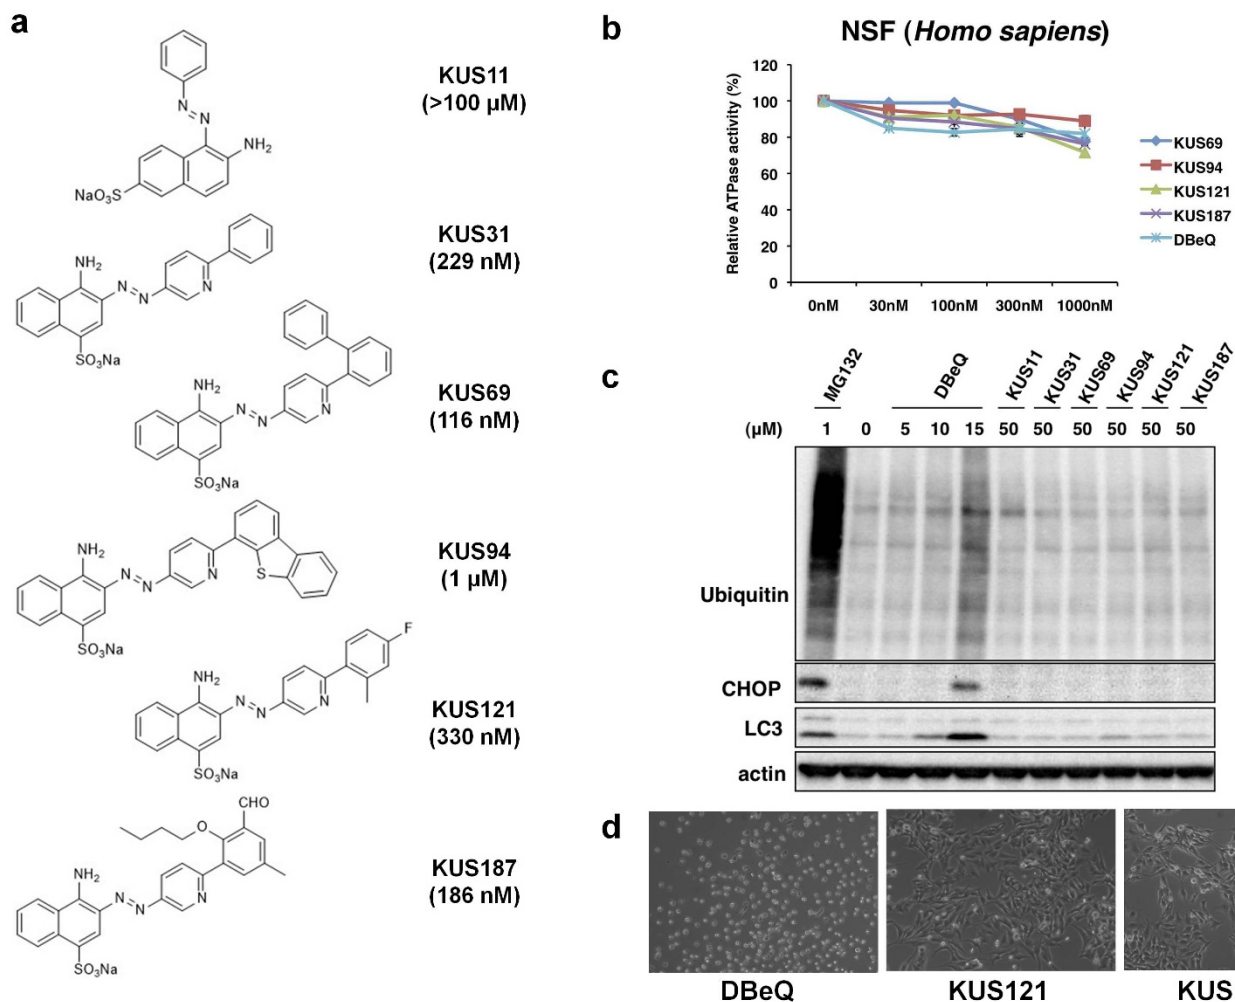 a
KUS11
(>100 µM)
N
N
NH₂
NaO₃S
KUS31
(229 nM)
NH₂
N
N
N
SO₃Na
KUS69
(116 nM)
NH₂
N
N
N
SO₃Na
KUS94
(1 µM)
NH₂
N
N
N
S
SO₃Na
KUS121
(330 nM)
F
NH₂
N
N
N
SO₃Na
KUS187
(186 nM)
CHO
O
NH₂
N
N
N
SO₃Na
b
NSF (Homo sapiens)
Relative ATPase activity (%)
120
100
80
60
40
20
0
0nM 30nM 100nM 300nM 1000nM
KUS69
KUS94
KUS121
KUS187
DBeQ
c
MG132 DBeQ KUS11 KUS31 KUS69 KUS94 KUS121 KUS187
(µM) 1 0 5 10 15 50 50 50 50 50 50
Ubiquitin
CHOP
LC3
actin
d
DBeQ KUS121 KUS